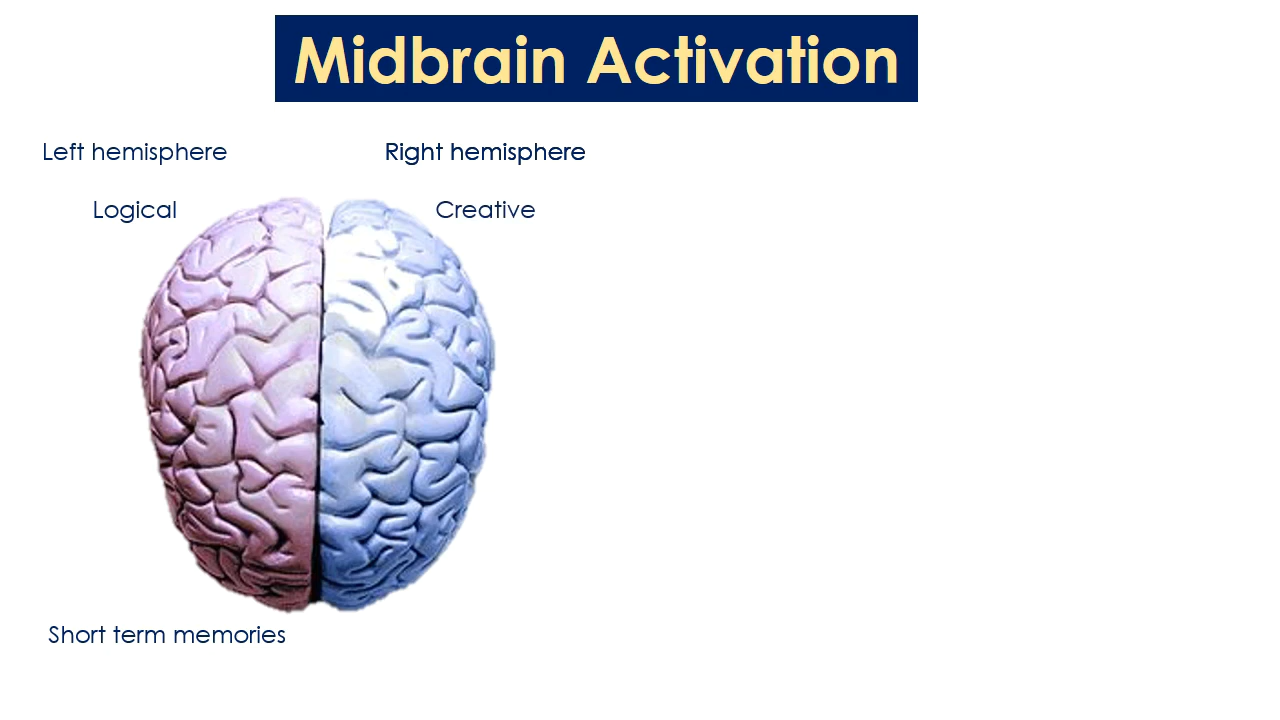 Midbrain Activation
Left hemisphere
Right hemisphere
Logical
Creative
Short term memories